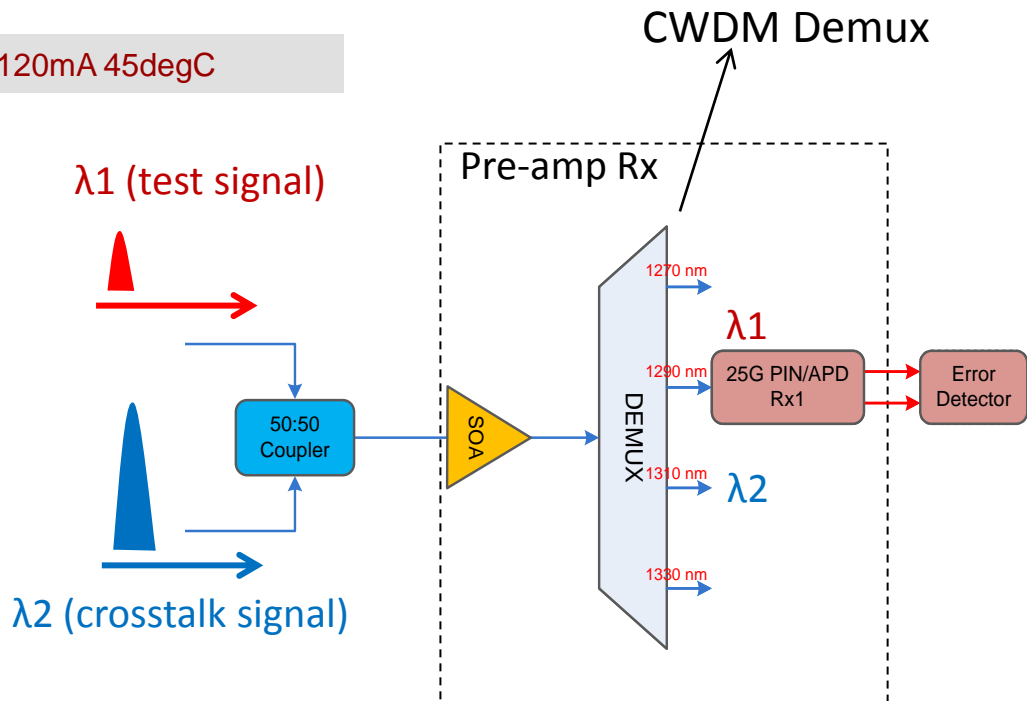 CWDM Demux
120mA 45degC
Pre-amp Rx
λ1 (test signal)
1270 nm
λ1
1290 nm
25G PIN/APD
Rx1
Error
Detector
50:50
Coupler
SOA
DEMUX
1310 nm
λ2
1330 nm
λ2 (crosstalk signal)